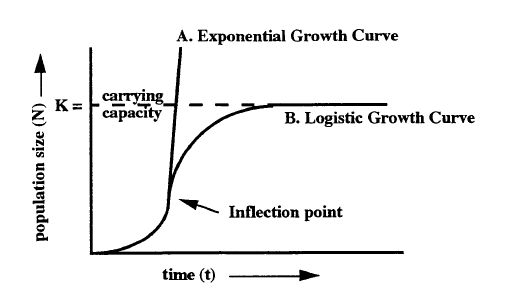 A. Exponential Growth Curve
K =
carrying
capacity
B. Logistic Growth Curve
population size (N)
Inflection point
time (t)